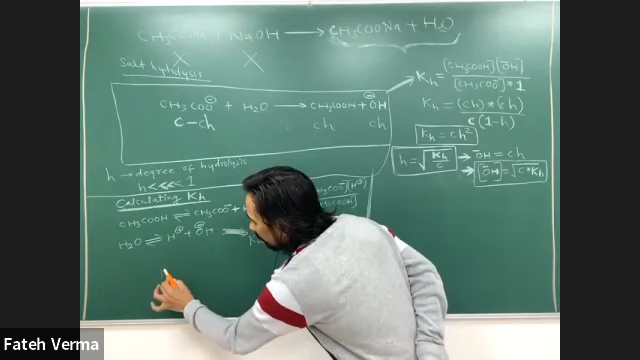 CH3COOH + NaOH → CH3COONa + H2O
X X
Salt hydrolysis
CH3COO⊖ + H2O → CH3COOH + ⊖OH
C-ch ch ch
h → degree of hydrolysis
h <<<< 1
Kh = [CH3COOH][OH]/[CH3COO⊖]*1
Kh = (ch)*(ch)/c(1-h)
Kh = ch²
h = √(Kh/c) → OH = ch
→ [⊖OH] = √(c*Kh)
Calculating Kh
CH3COOH ⇌ CH3COO⊖ +
H2O ⇌ H⊕ + ⊖OH →
Fateh Verma